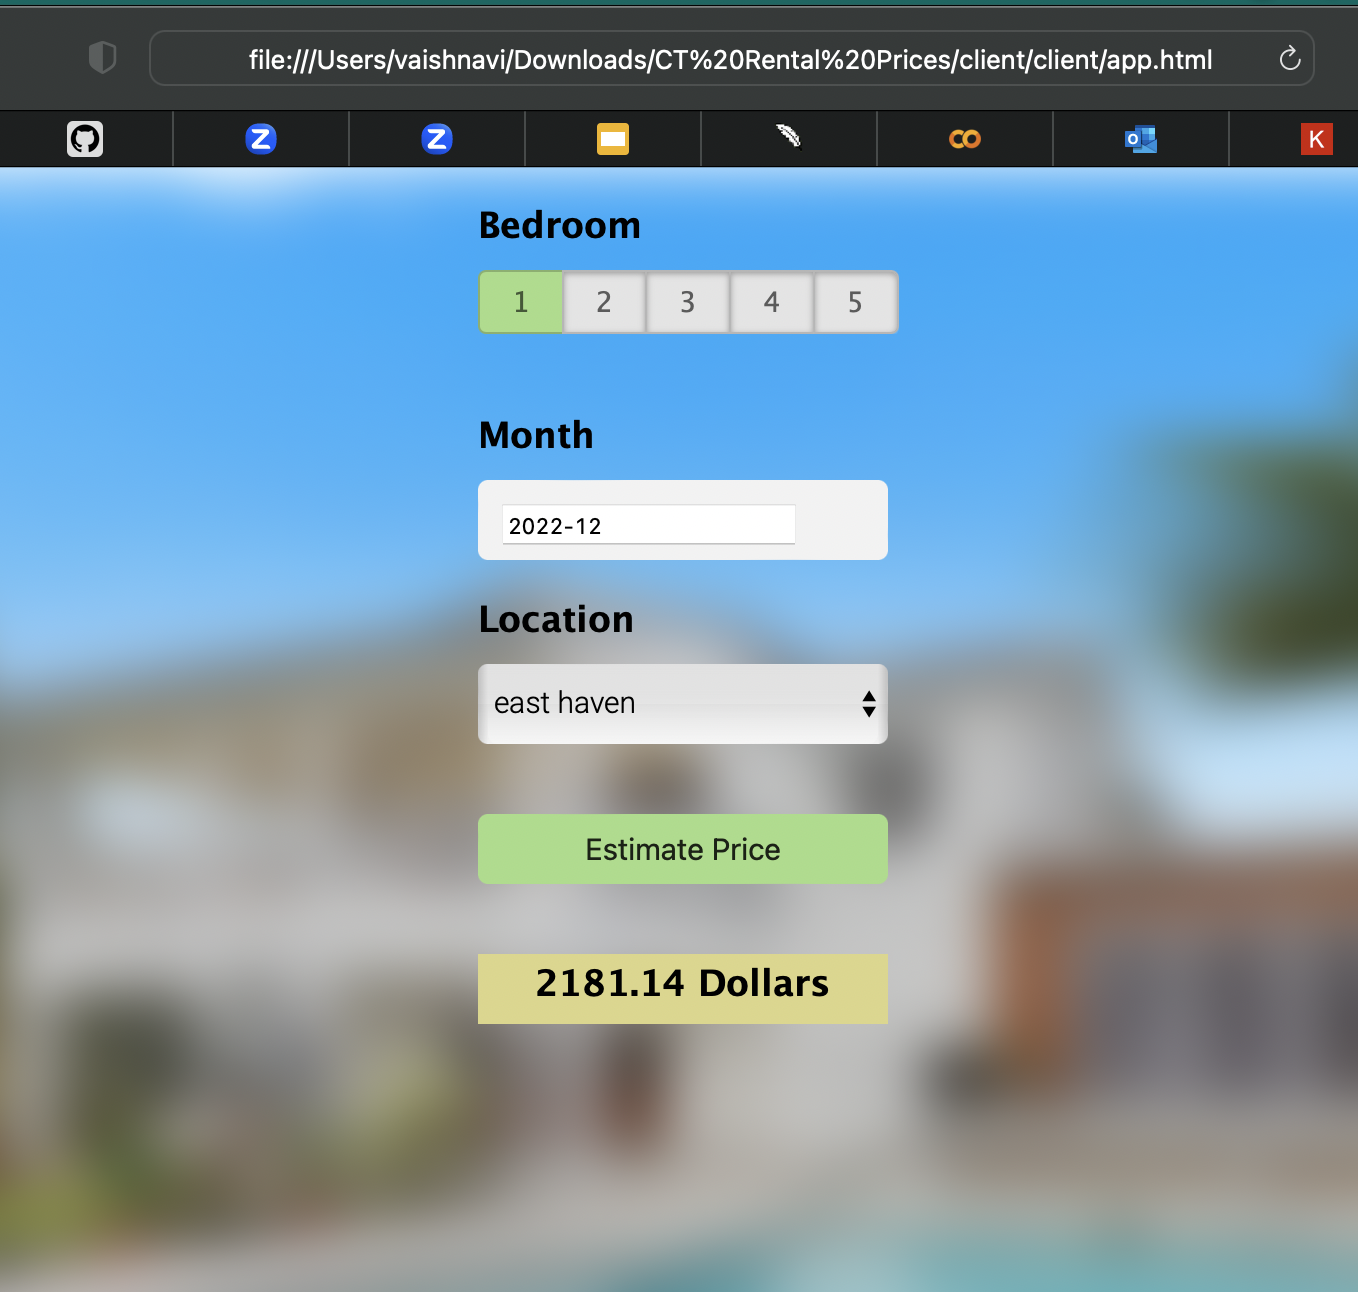 file:///Users/vaishnavi/Downloads/CT%20Rental%20Prices/client/client/app.html
Z Z CO O K
Bedroom
1 2 3 4 5
Month
2022-12
Location
east haven
Estimate Price
2181.14 Dollars